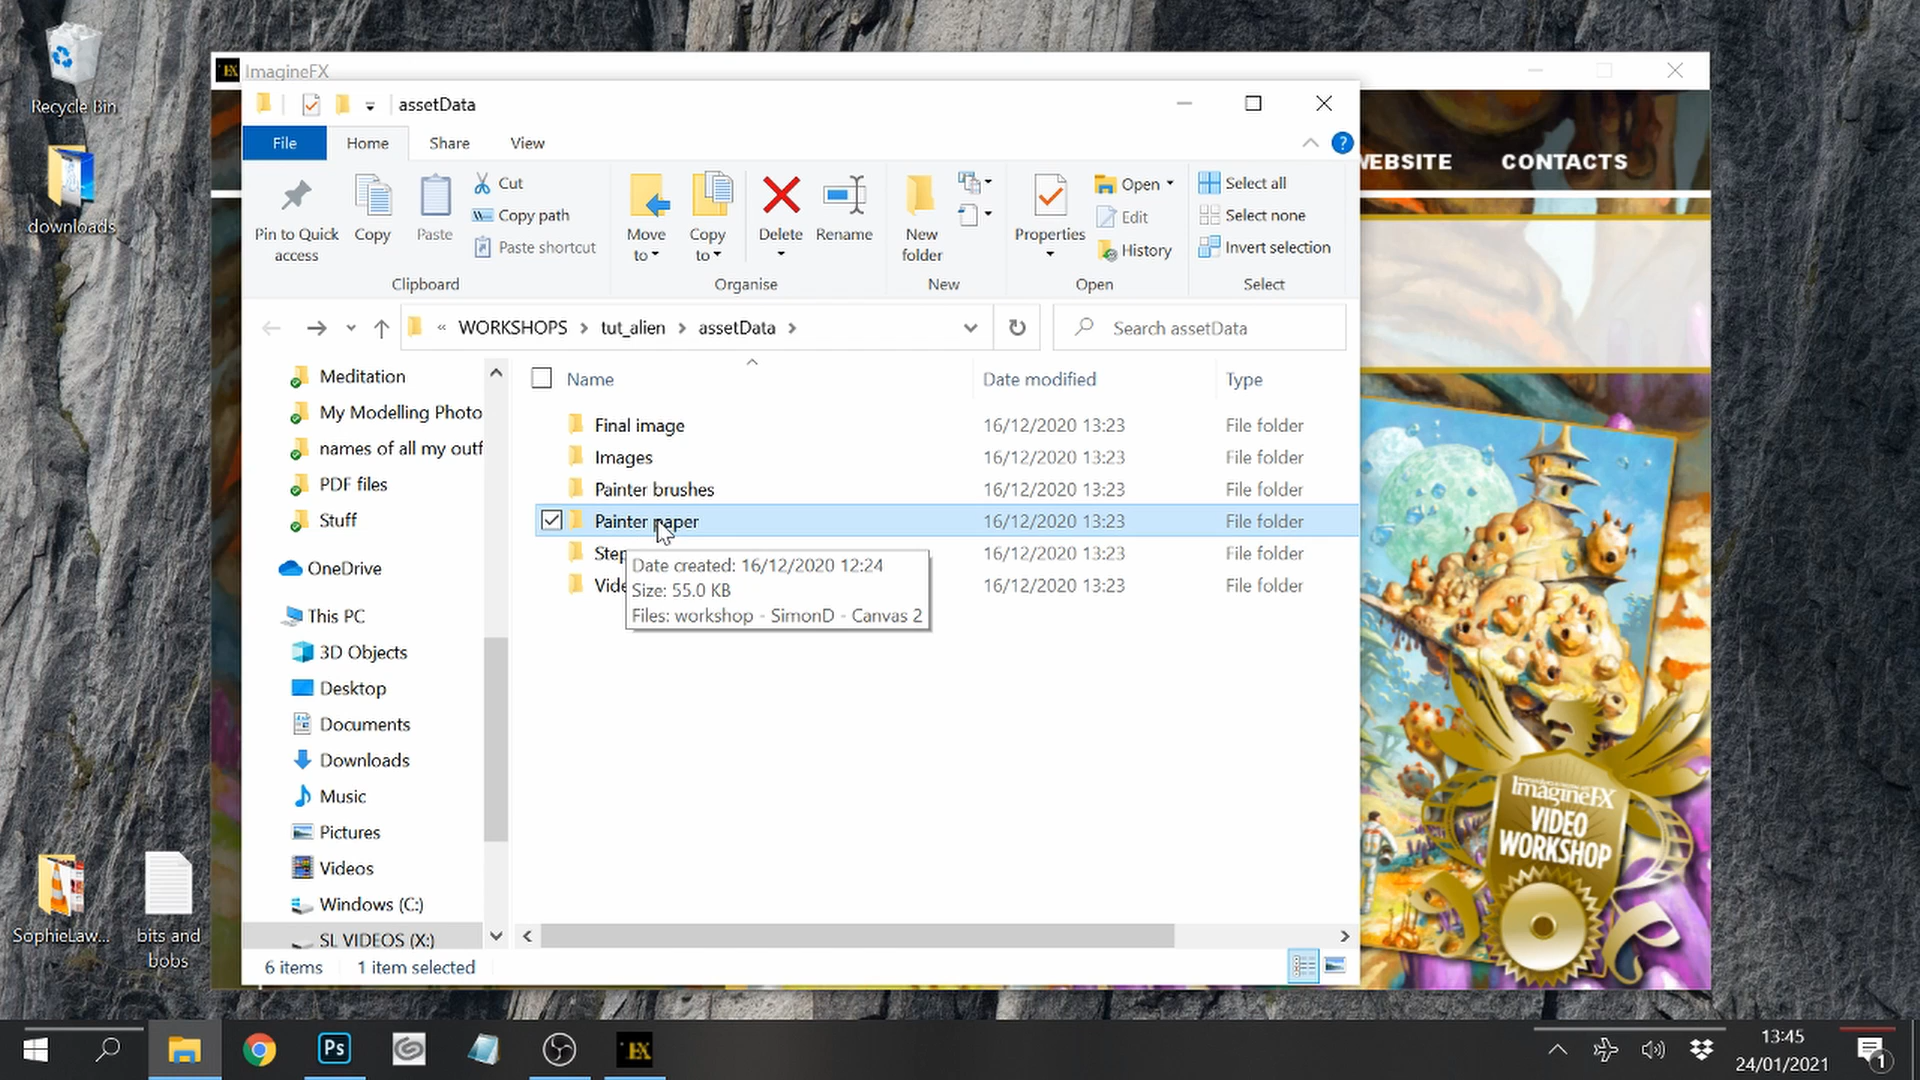 Recycle Bin
downloads
SophieLaw...
bits and
bobs
EX
ImagineFX
WEBSITE
CONTACTS
assetData
File
Home
Share
View
?
Pin to Quick
access
Copy
Paste
Cut
Copy path
Paste shortcut
Clipboard
Move
to
Copy
to
Delete
Rename
Organise
New
folder
New
Properties
Open
Edit
History
Open
Select all
Select none
Invert selection
Select
« WORKSHOPS > tut_alien > assetData >
Search assetData
Meditation
My Modelling Photo
names of all my outf
PDF files
Stuff
OneDrive
This PC
3D Objects
Desktop
Documents
Downloads
Music
Pictures
Videos
Windows (C:)
SL VIDEOS (X:)
Name
Date modified
Type
Final image 16/12/2020 13:23 File folder
Images 16/12/2020 13:23 File folder
Painter brushes 16/12/2020 13:23 File folder
Painter paper 16/12/2020 13:23 File folder
Step 16/12/2020 13:23 File folder
Vide 16/12/2020 13:23 File folder
Date created: 16/12/2020 12:24
Size: 55.0 KB
Files: workshop - SimonD - Canvas 2
6 items
1 item selected
ImagineFX
VIDEO
WORKSHOP
Ps
EX
13:45
24/01/2021
1